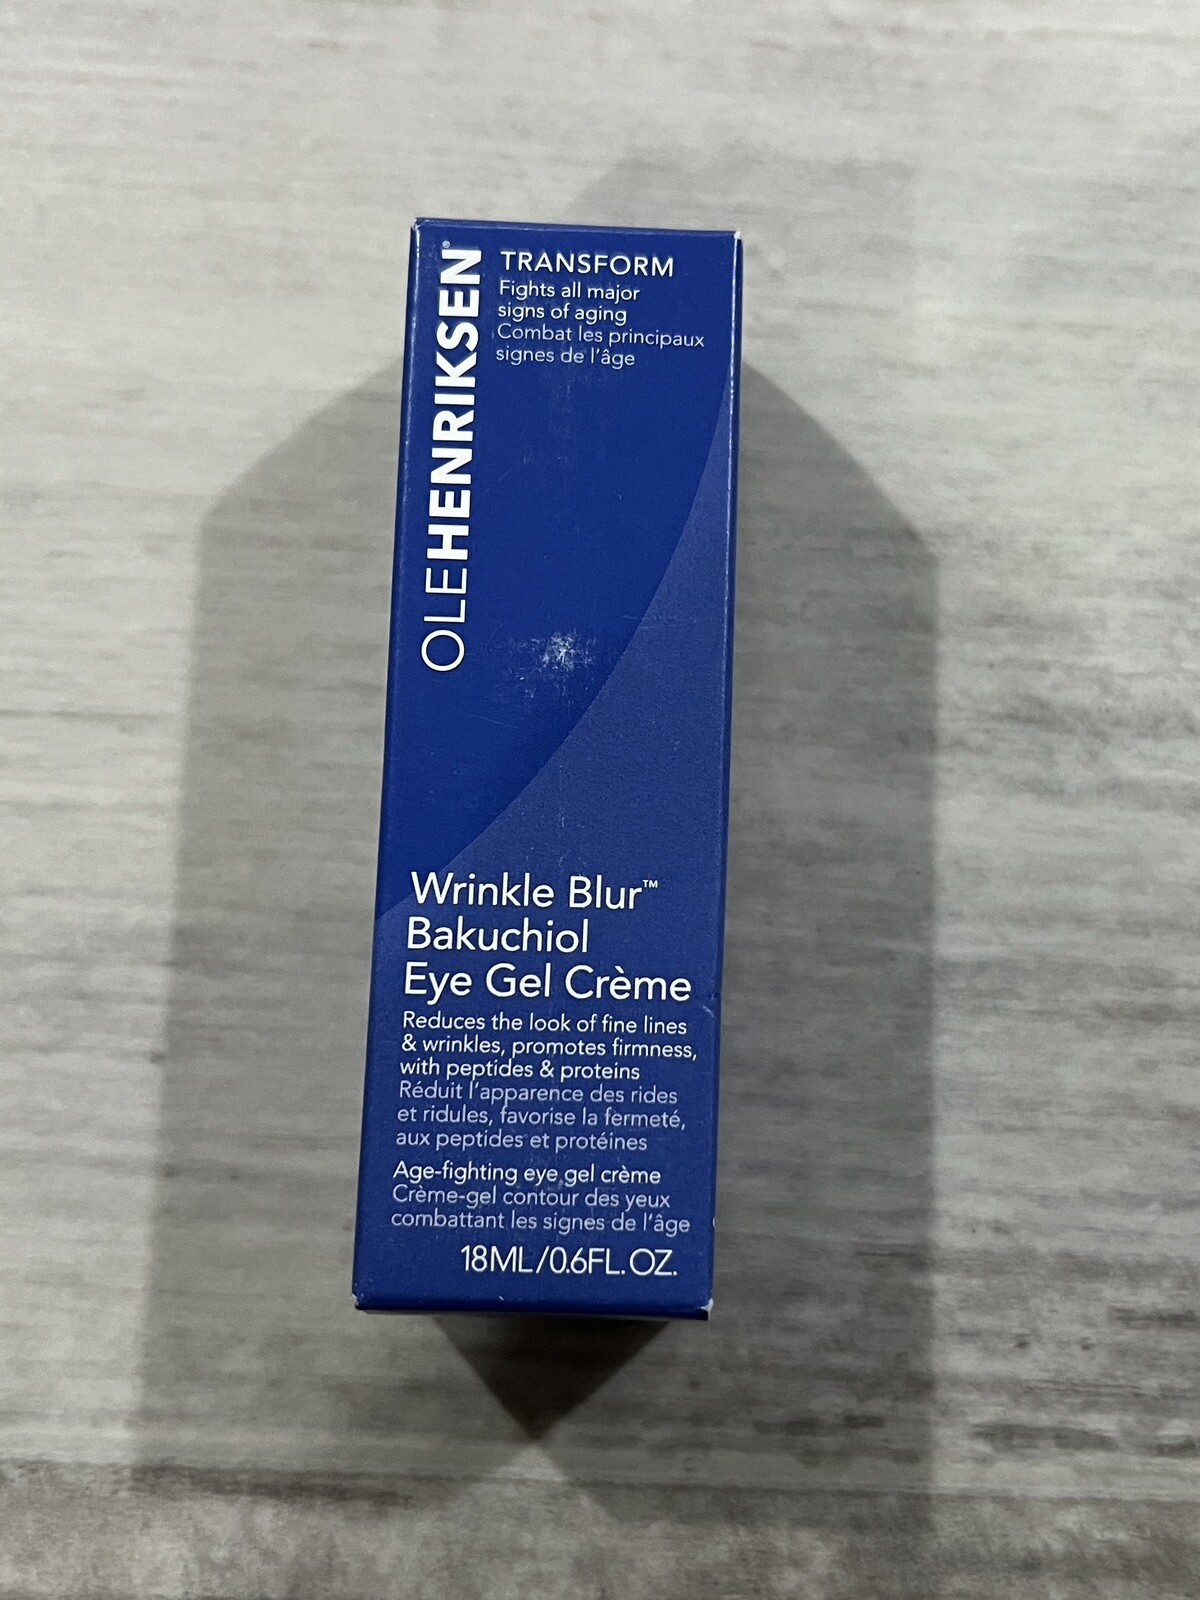 OLEHENRIKSEN®
TRANSFORM
Fights all major
signs of aging
Combat les principaux
signes de l'âge
Wrinkle Blur™
Bakuchiol
Eye Gel Crème
Reduces the look of fine lines
& wrinkles, promotes firmness,
with peptides & proteins
Réduit l'apparence des rides
et ridules, favorise la fermeté,
aux peptides et protéines
Age-fighting eye gel crème
Crème-gel contour des yeux
combattant les signes de l'âge
18ML/0.6FL.OZ.